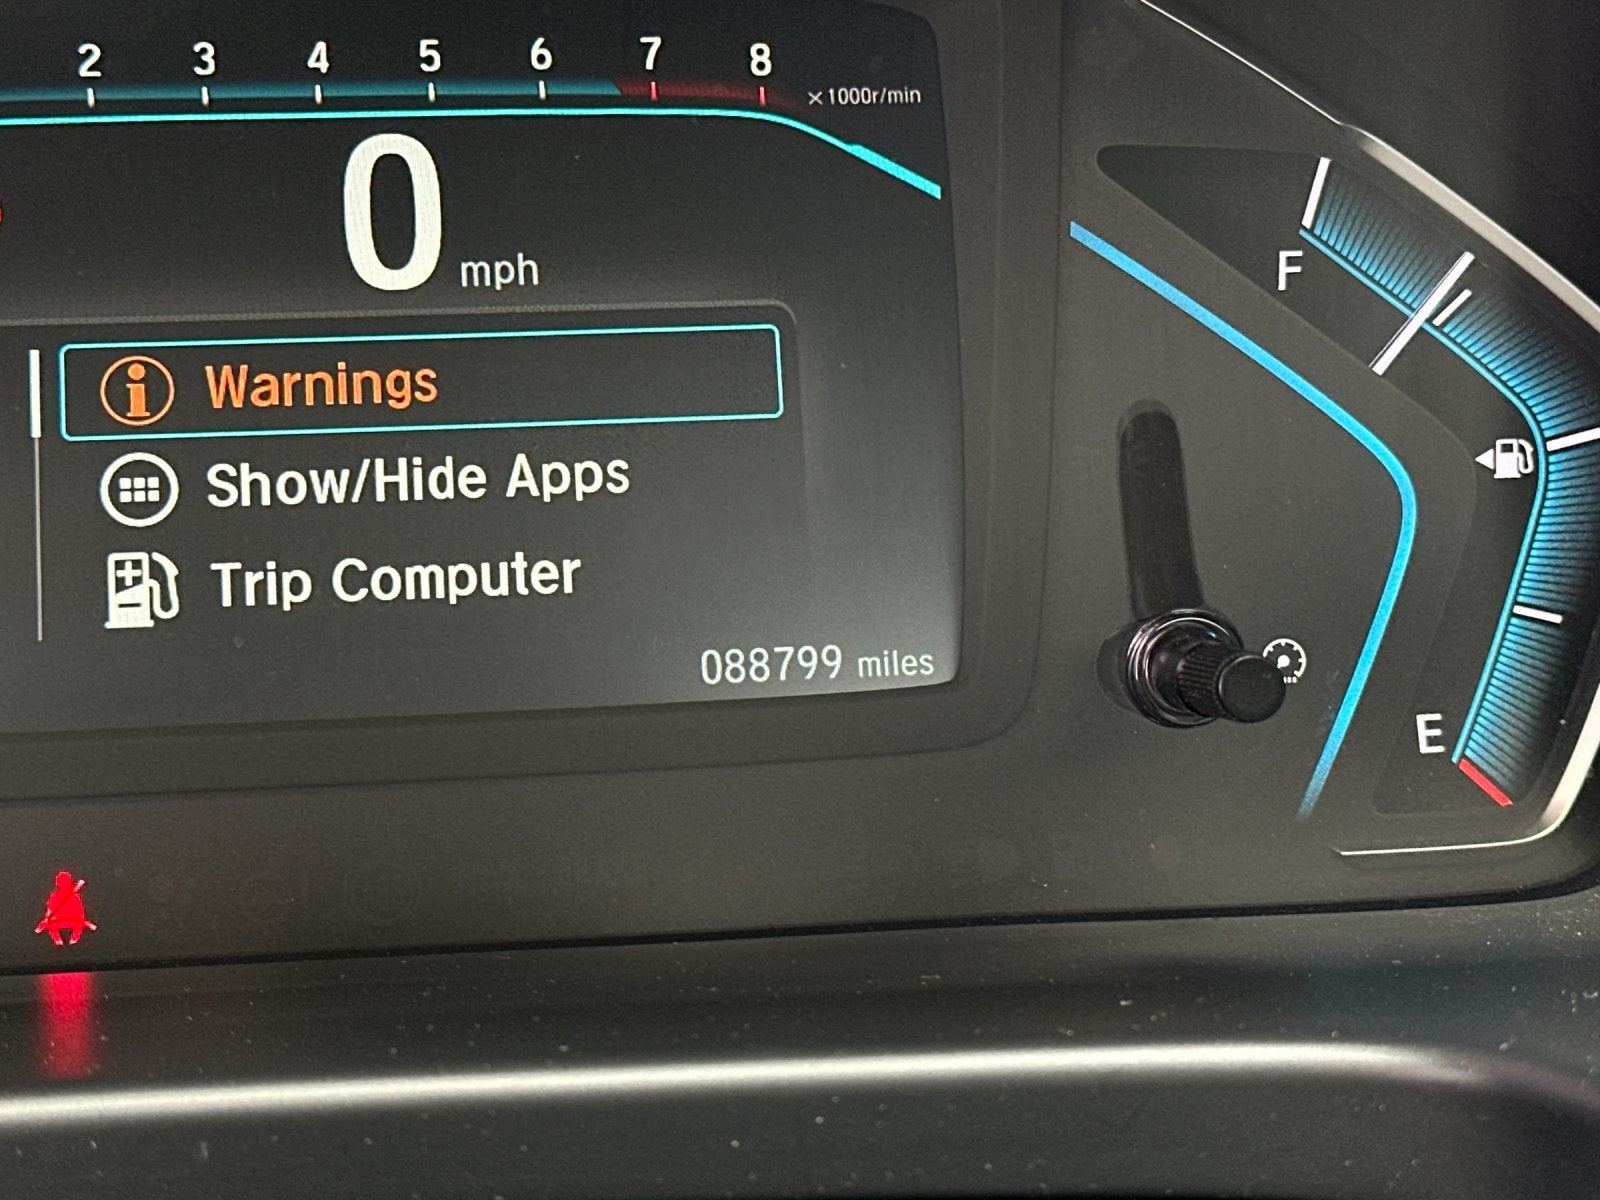 2 3 4 5 6 7 8 ×1000r/min
0 mph
F
Warnings
Show/Hide Apps
Trip Computer
088799 miles
E